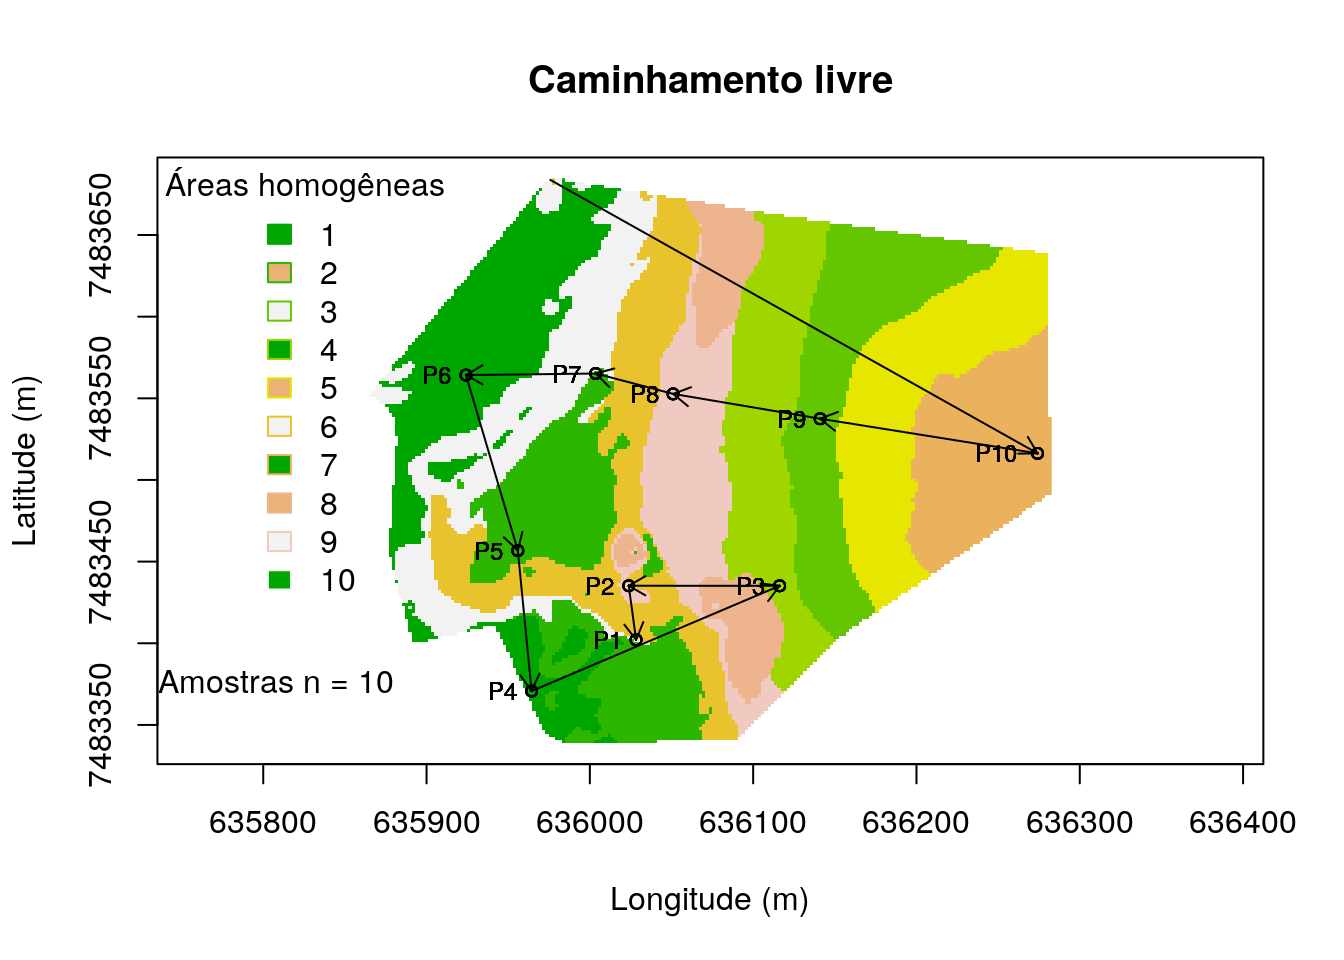 Caminhamento livre
Áreas homogêneas
1
2
3
4
5
6
7
8
9
10
Amostras n = 10
P6
P7
P8
P9
P10
P5
P2
P3
P1
P4
7483650
7483550
7483450
7483350
Latitude (m)
635800 635900 636000 636100 636200 636300 636400
Longitude (m)